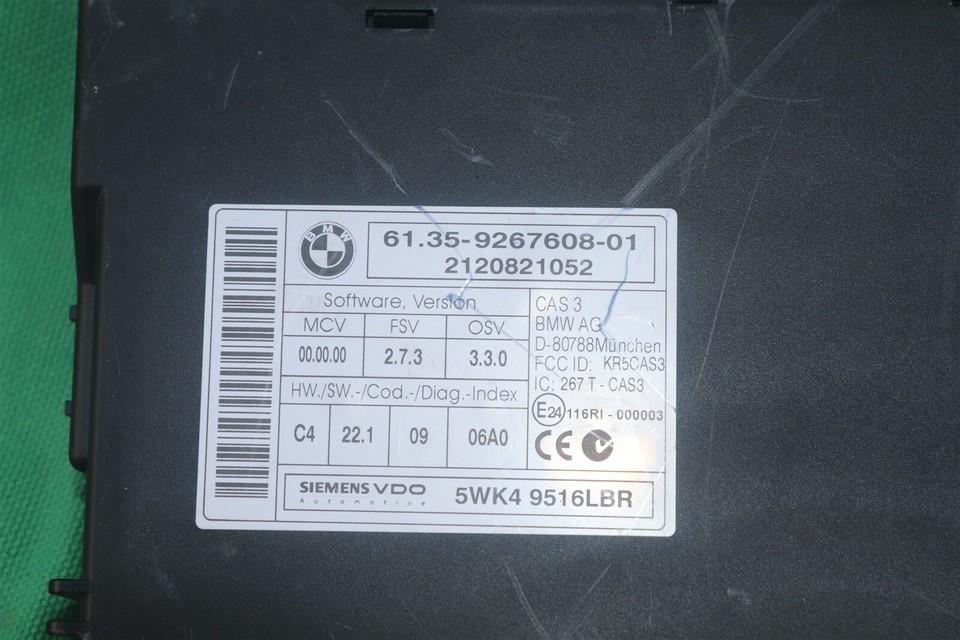 BMW
61.35-9267608-01
2120821052
Software, Version
MCV FSV OSV
00.00.00 2.7.3 3.3.0
HW./SW.-/Cod.-/Diag.-Index
C4 22.1 09 06A0
CAS 3
BMW AG
D-80788München
FCC ID: KR5CAS3
IC: 267 T - CAS3
E24 116RI - 000003
CE
SIEMENS VDO
Automotive
5WK4 9516LBR